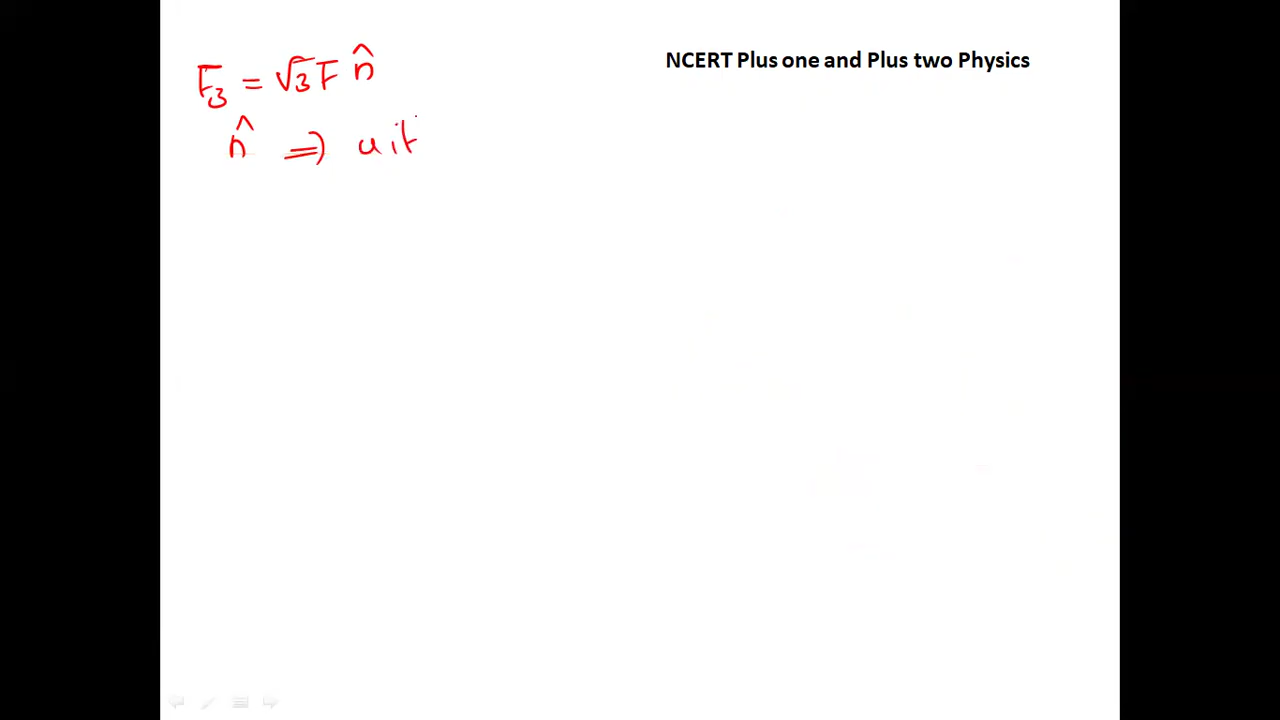 F₃ = √3 F n̂
NCERT Plus one and Plus two Physics
n̂ ⇒ uit